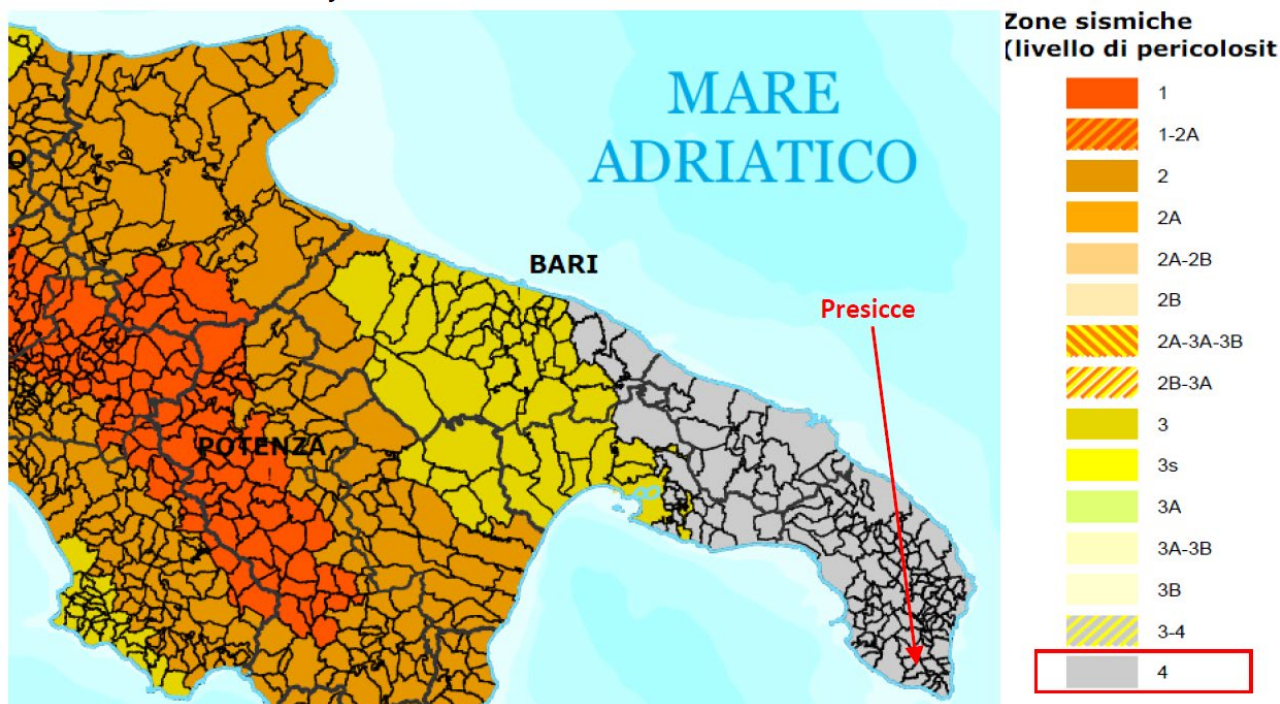 MARE
ADRIATICO
BARI
Presicce
POTENZA
O
Zone sismiche
(livello di pericolosit
1
1-2A
2
2A
2A-2B
2B
2A-3A-3B
2B-3A
3
3s
3A
3A-3B
3B
3-4
4